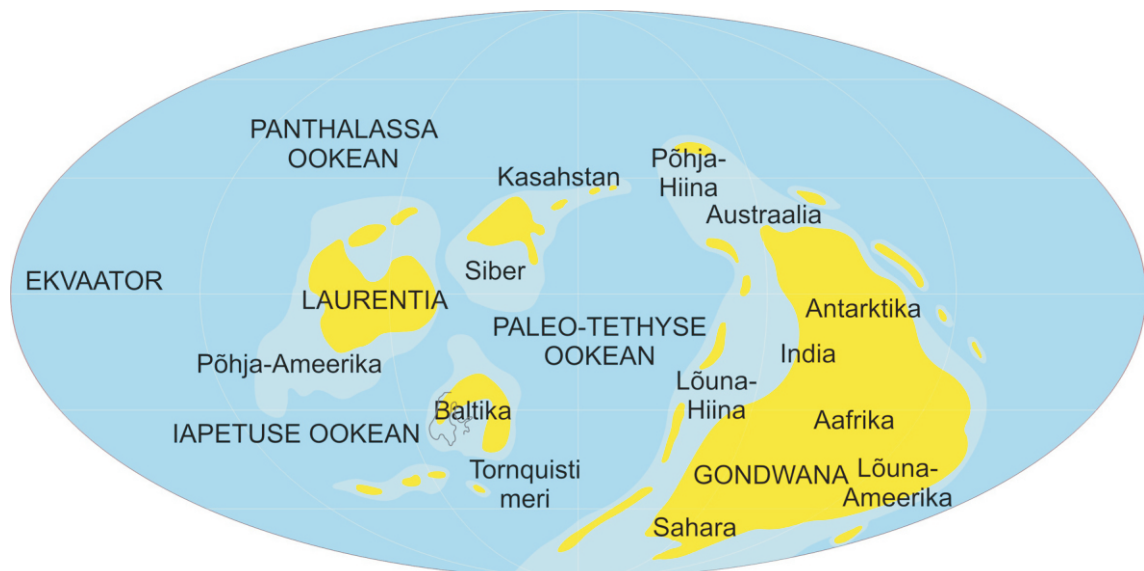 PANTHALASSA
OOKEAN
Kasahstan
Põhja-
Hiina
Austraalia
Siber
EKVAATOR
LAURENTIA
Antarktika
PALEO-TETHYSE
OOKEAN
India
Põhja-Ameerika
Lõuna-
Hiina
Baltika
Aafrika
IAPETUSE OOKEAN
Tornquisti
meri
GONDWANA
Lõuna-
Ameerika
Sahara